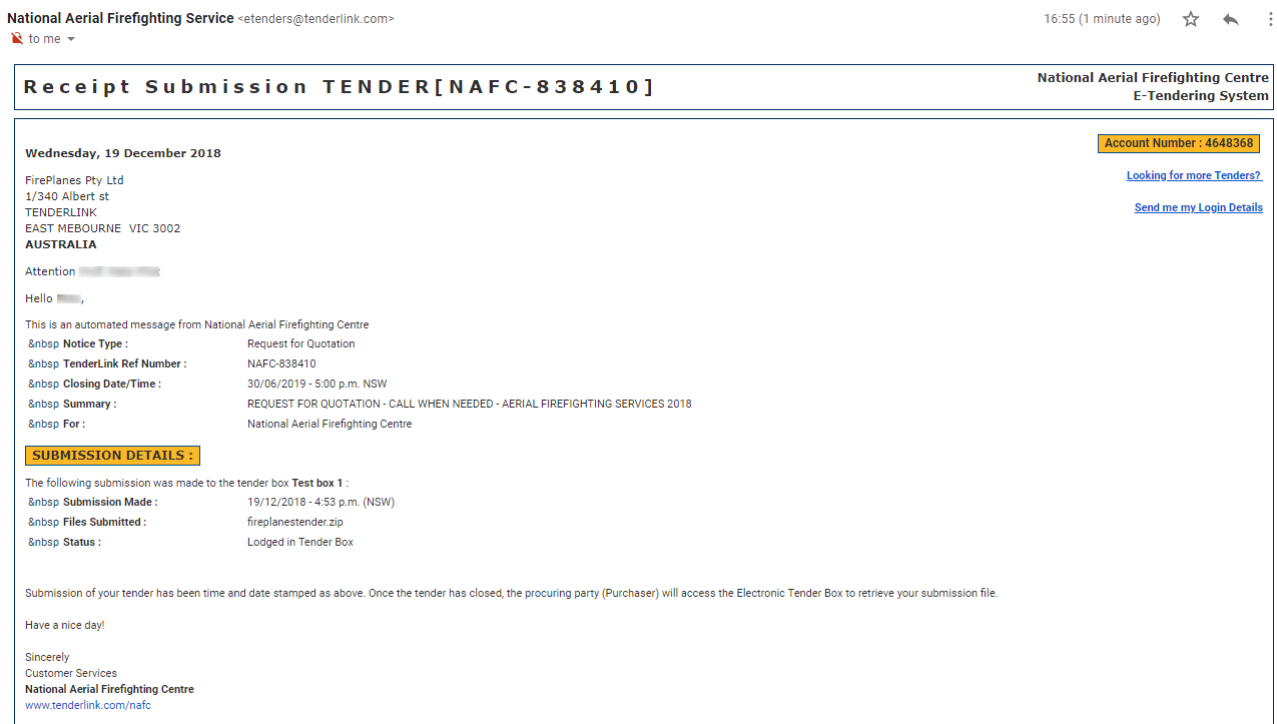 National Aerial Firefighting Service <etenders@tenderlink.com>
16:55 (1 minute ago)
to me
Receipt Submission TENDER[NAFC-838410]
National Aerial Firefighting Centre
E-Tendering System
Account Number : 4648368
Wednesday, 19 December 2018
Looking for more Tenders?
FirePlanes Pty Ltd
1/340 Albert st
Send me my Login Details
TENDERLINK
EAST MEBOURNE VIC 3002
AUSTRALIA
Attention
Hello ,
This is an automated message from National Aerial Firefighting Centre
&nbsp Notice Type : Request for Quotation
&nbsp TenderLink Ref Number : NAFC-838410
&nbsp Closing Date/Time : 30/06/2019 - 5:00 p.m. NSW
&nbsp Summary : REQUEST FOR QUOTATION - CALL WHEN NEEDED - AERIAL FIREFIGHTING SERVICES 2018
&nbsp For : National Aerial Firefighting Centre
SUBMISSION DETAILS :
The following submission was made to the tender box Test box 1 :
&nbsp Submission Made : 19/12/2018 - 4:53 p.m. (NSW)
&nbsp Files Submitted : fireplanestender.zip
&nbsp Status : Lodged in Tender Box
Submission of your tender has been time and date stamped as above. Once the tender has closed, the procuring party (Purchaser) will access the Electronic Tender Box to retrieve your submission file.
Have a nice day!
Sincerely
Customer Services
National Aerial Firefighting Centre
www.tenderlink.com/nafc